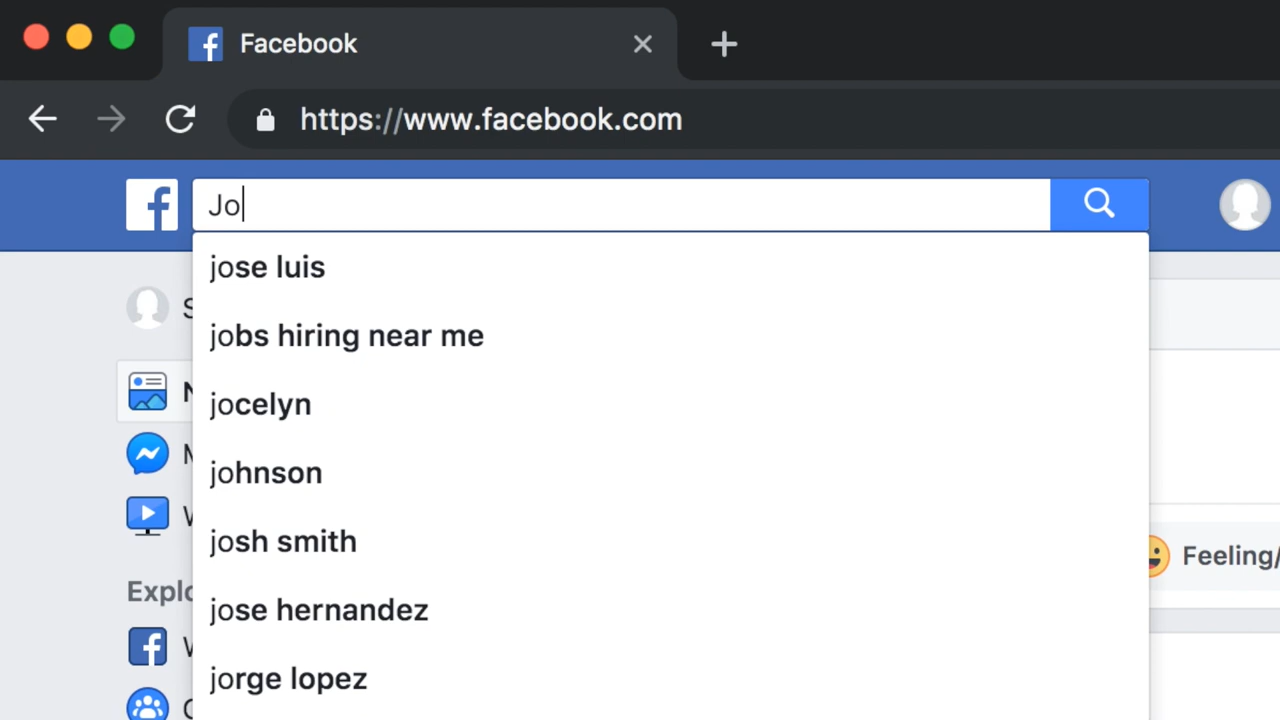 Facebook
https://www.facebook.com
Jo
jose luis
jobs hiring near me
jocelyn
johnson
josh smith
jose hernandez
jorge lopez
Feeling/